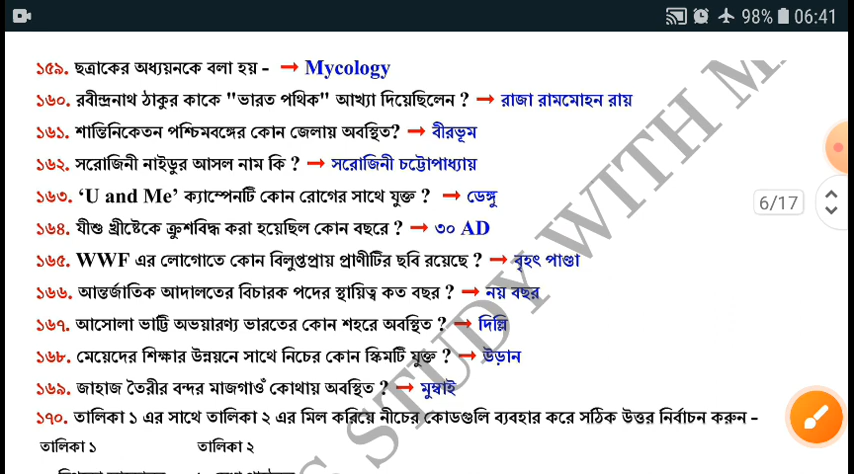 98% 06:41
১৫৯. ছত্রাকের অধ্যয়নকে বলা হয় - → Mycology
১৬০. রবীন্দ্রনাথ ঠাকুর কাকে "ভারত পথিক" আখ্যা দিয়েছিলেন ? → রাজা রামমোহন রায়
১৬১. শান্তিনিকেতন পশ্চিমবঙ্গের কোন জেলায় অবস্থিত? → বীরভূম
১৬২. সরোজিনী নাইডুর আসল নাম কি ? → সরোজিনী চট্টোপাধ্যায়
১৬৩. ‘U and Me’ ক্যাম্পেনটি কোন রোগের সাথে যুক্ত ? → ডেঙ্গু
6/17
১৬৪. যীশু খ্রীষ্টেকে ক্রুশবিদ্ধ করা হয়েছিল কোন বছরে ? → ৩০ AD
১৬৫. WWF এর লোগোতে কোন বিলুপ্তপ্রায় প্রাণীটির ছবি রয়েছে ? → বৃহৎ পাণ্ডা
১৬৬. আন্তর্জাতিক আদালতের বিচারক পদের স্থায়িত্ব কত বছর ? → নয় বছর
১৬৭. আসোলা ভাট্টি অভয়ারণ্য ভারতের কোন শহরে অবস্থিত ? → দিল্লি
১৬৮. মেয়েদের শিক্ষার উন্নয়নে সাথে নিচের কোন স্কিমটি যুক্ত ? → উড়ান
১৬৯. জাহাজ তৈরীর বন্দর মাজগাওঁ কোথায় অবস্থিত ? → মুম্বাই
১৭০. তালিকা ১ এর সাথে তালিকা ২ এর মিল করিয়ে নীচের কোডগুলি ব্যবহার করে সঠিক উত্তর নির্বাচন করুন -
তালিকা ১ তালিকা ২
STUDY WITH